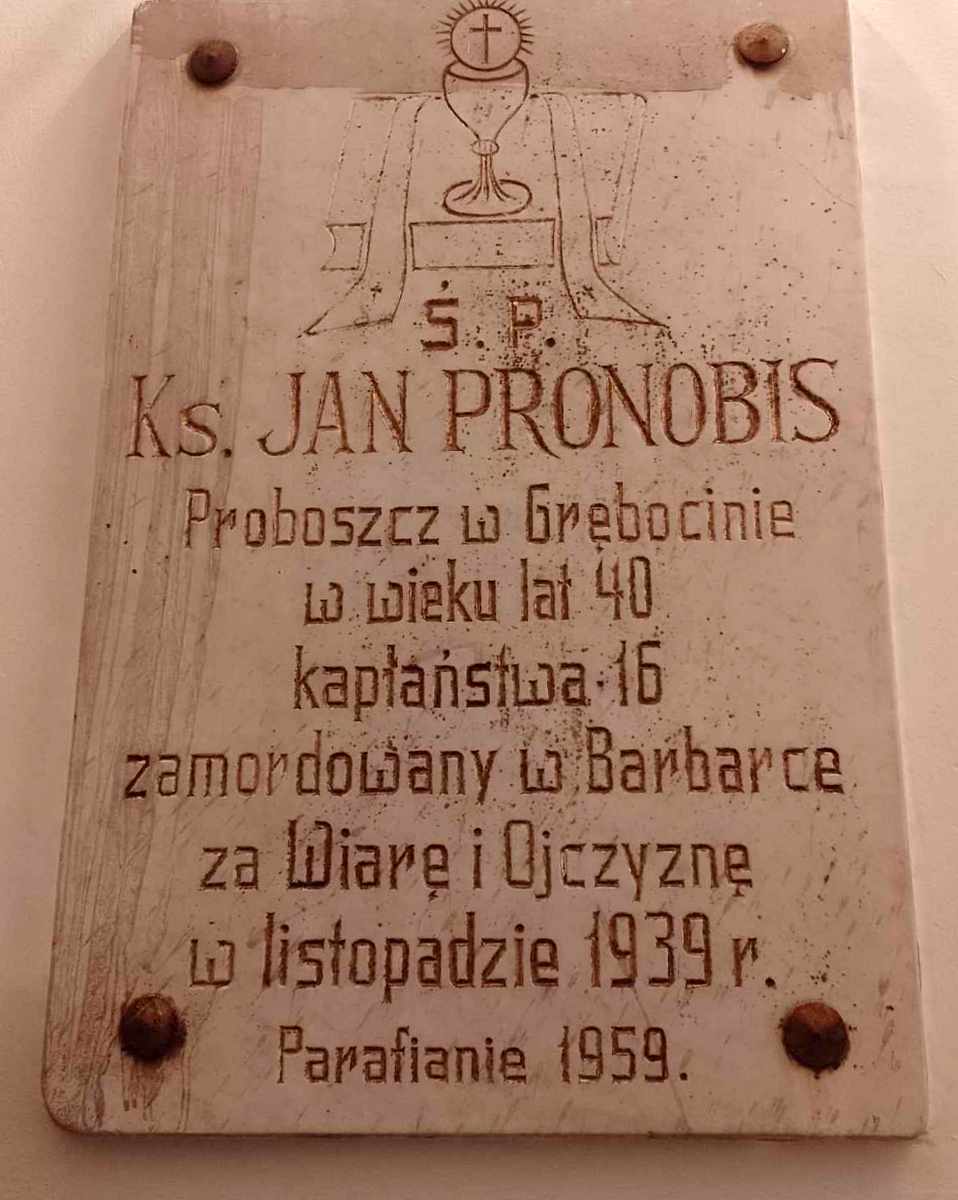 Ś. P.
Ks. JAN PRONOBIS
Proboszcz w Grębocinie
w wieku lat 40
kapłaństwa 16
zamordowany w Barbarce
za Wiarę i Ojczyznę
w listopadzie 1939 r.
Parafianie 1959.